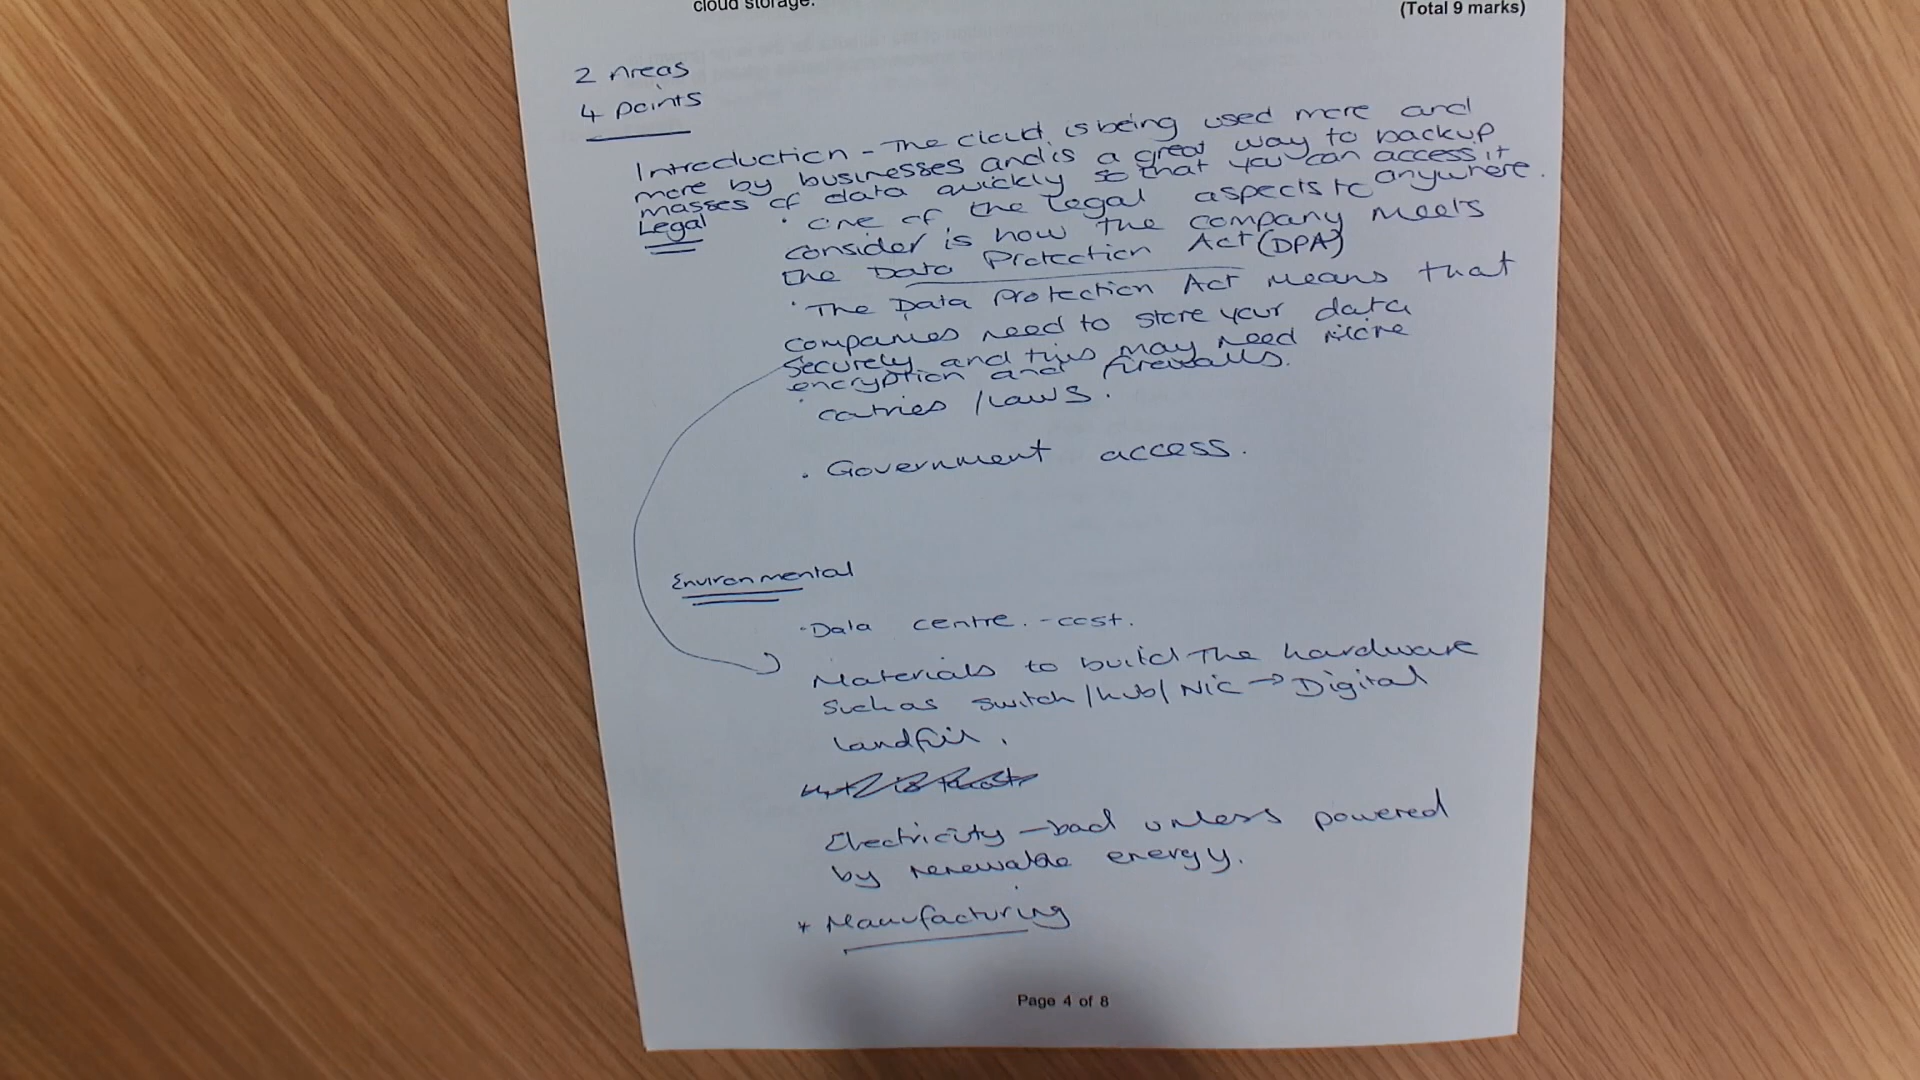 cloud storage.
(Total 9 marks)
2 Areas
4 points
Introduction - The cloud is being used more and
more by businesses and is a great way to backup
masses of data quickly so that you can access it
anywhere.
Legal
· one of the legal aspects to
consider is how the company meets
the Data Protection Act (DPA)
· The Data Protection Act means that
companies need to store your data
securely and this may need more
encryption and firewalls.
· contries / laws.
· Government access.
Environmental
· Data centre. - cost.
Materials to build the hardware
such as switch / hub / NIC → Digital
landfill.
Electricity - bad unless powered
by renewable energy.
* Manufacturing
Page 4 of 8